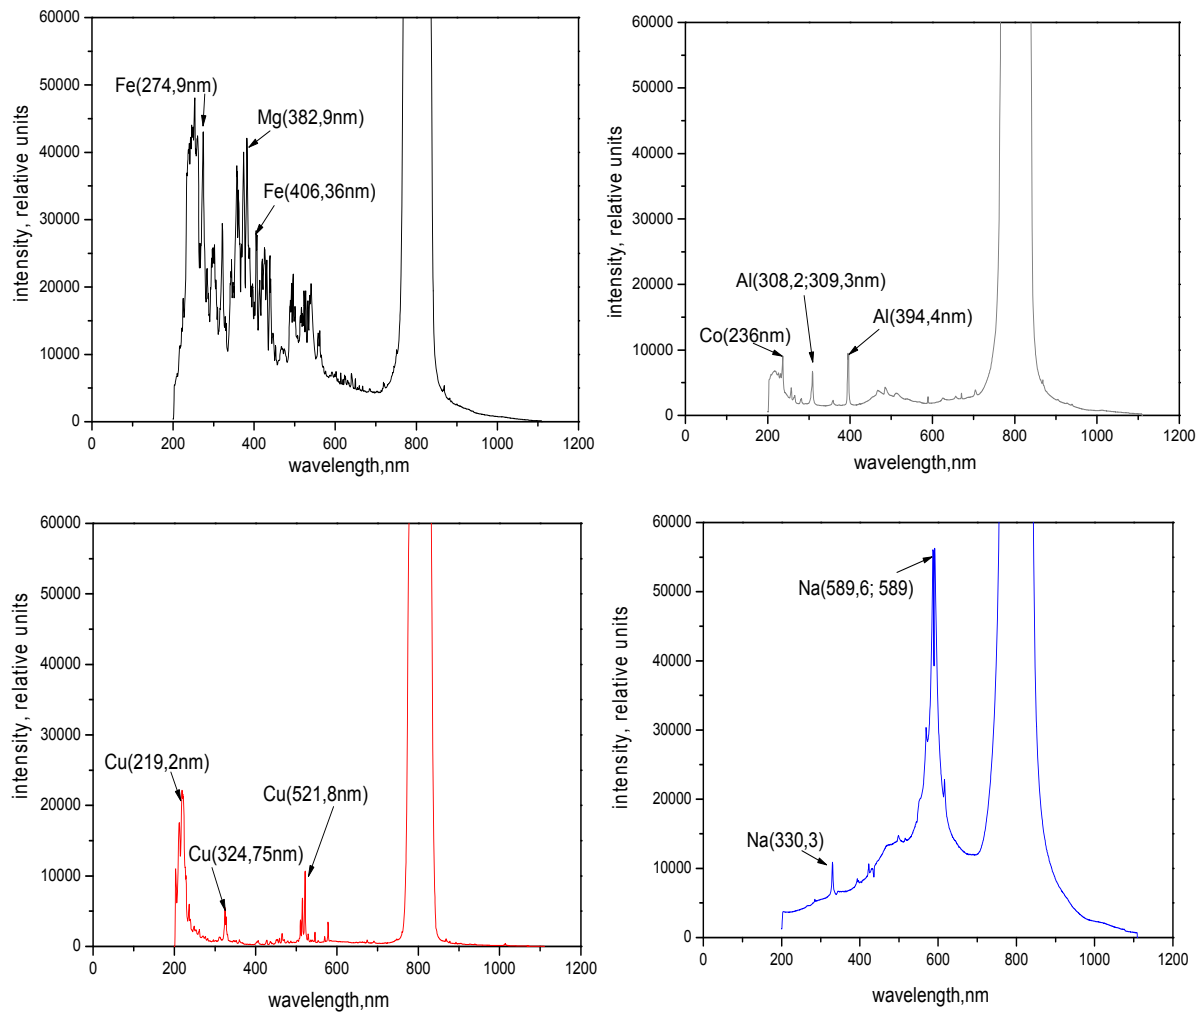 60000
50000
40000
30000
20000
10000
0
intensity, relative units
Fe(274,9nm)
Mg(382,9nm)
Fe(406,36nm)
0 200 400 600 800 1000 1200
wavelength,nm
60000
50000
40000
30000
20000
10000
0
intensity, relative units
Al(308,2;309,3nm)
Al(394,4nm)
Co(236nm)
0 200 400 600 800 1000 1200
wavelength,nm
60000
50000
40000
30000
20000
10000
0
intensity, relative units
Cu(219,2nm)
Cu(521,8nm)
Cu(324,75nm)
0 200 400 600 800 1000 1200
wavelength,nm
60000
50000
40000
30000
20000
10000
0
intensity, relative units
Na(589,6; 589)
Na(330,3)
0 200 400 600 800 1000 1200
wavelength,nm